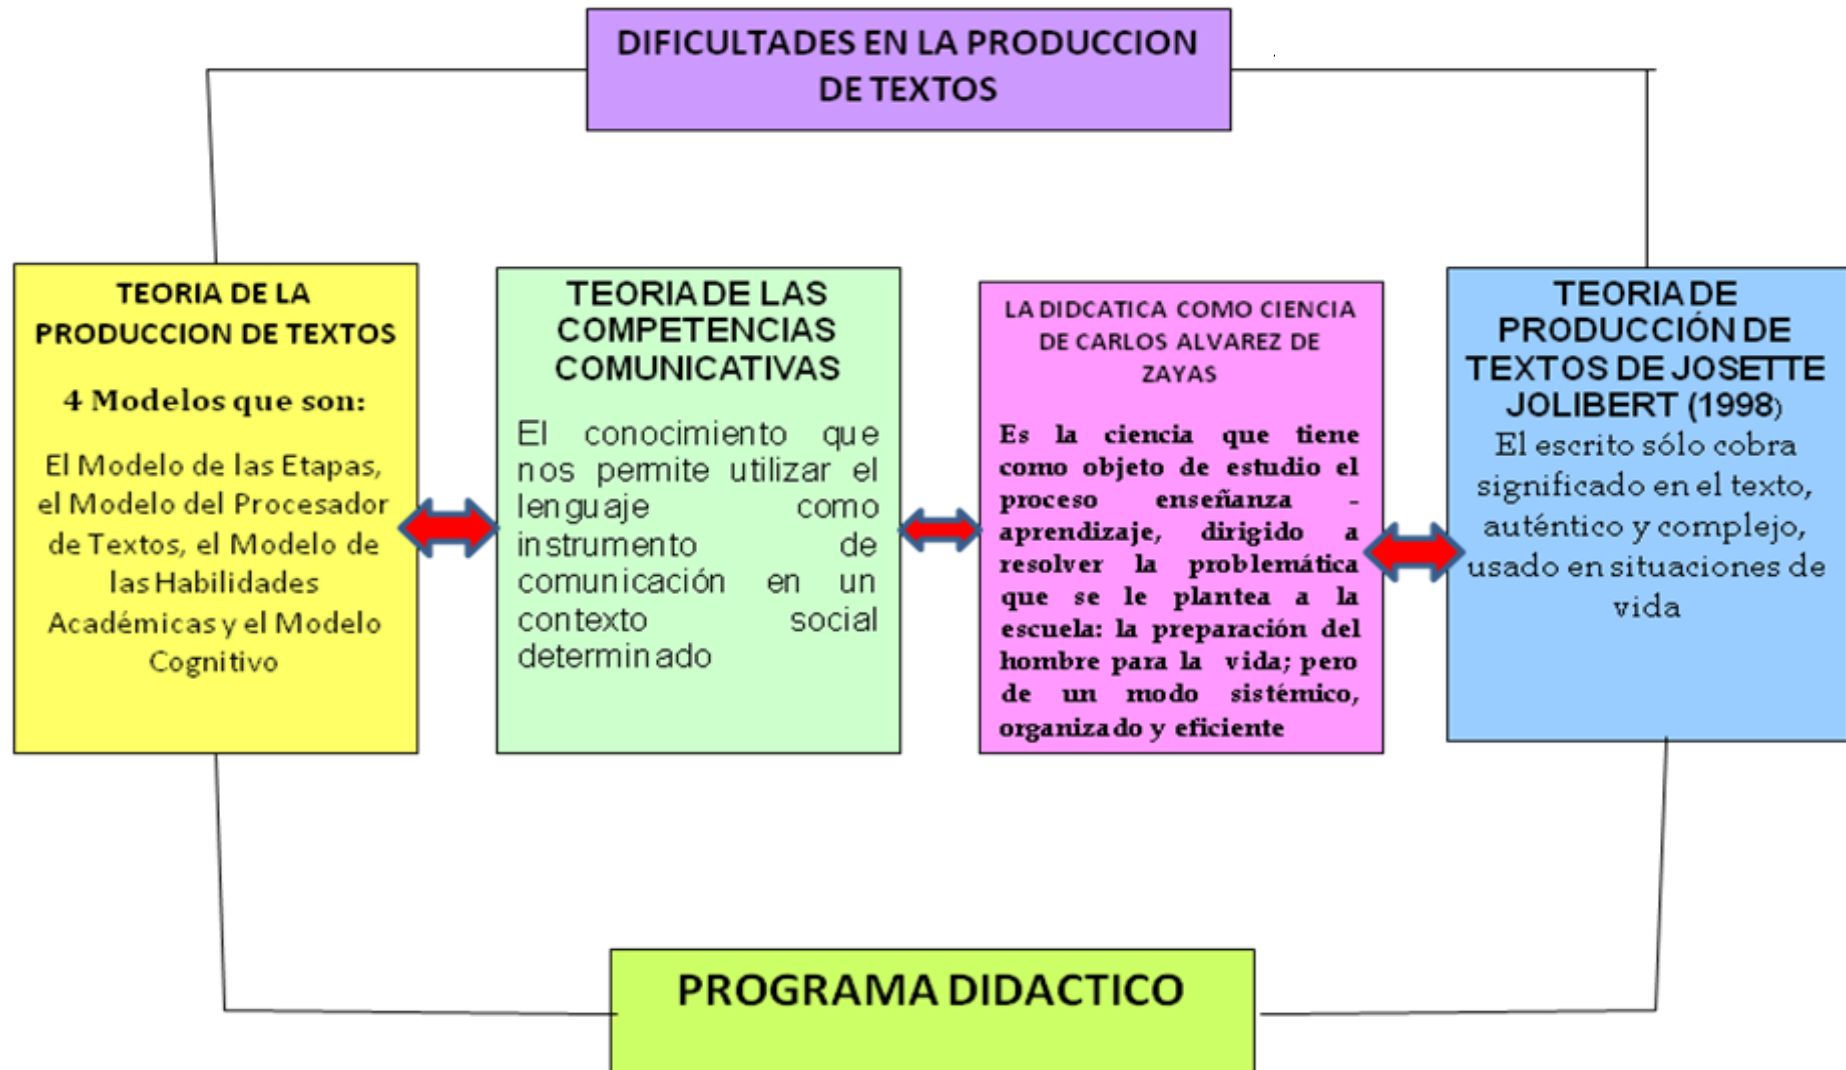 DIFICULTADES EN LA PRODUCCION
DE TEXTOS
TEORIA DE LA
PRODUCCION DE TEXTOS
4 Modelos que son:
El Modelo de las Etapas,
el Modelo del Procesador
de Textos, el Modelo de
las Habilidades
Académicas y el Modelo
Cognitivo
TEORIA DE LAS
COMPETENCIAS
COMUNICATIVAS
El conocimiento que
nos permite utilizar el
lenguaje como
instrumento de
comunicación en un
contexto social
determinado
LA DIDCATICA COMO CIENCIA
DE CARLOS ALVAREZ DE
ZAYAS
Es la ciencia que tiene
como objeto de estudio el
proceso enseñanza -
aprendizaje, dirigido a
resolver la problemática
que se le plantea a la
escuela: la preparación del
hombre para la vida; pero
de un modo sistémico,
organizado y eficiente
TEORIA DE
PRODUCCIÓN DE
TEXTOS DE JOSETTE
JOLIBERT (1998)
El escrito sólo cobra
significado en el texto,
auténtico y complejo,
usado en situaciones de
vida
PROGRAMA DIDACTICO